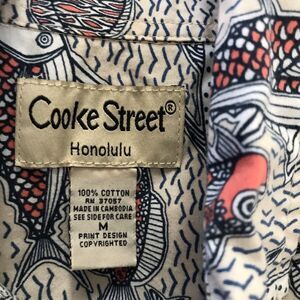 Cooke Street®
Honolulu
100% COTTON
RN 37057
MADE IN CAMBODIA
SEE SIDE FOR CARE
M
PRINT DESIGN
COPYRIGHTED